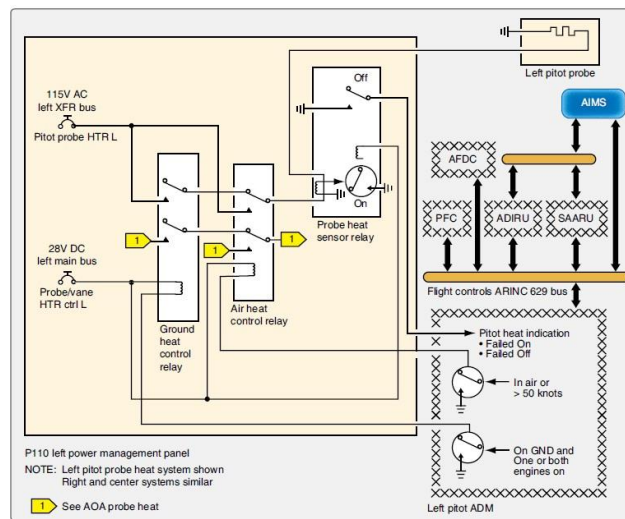 Off
Left pitot probe
115V AC
left XFR bus
Pitot probe HTR L
AIMS
AFDC
On
Probe heat
sensor relay
PFC
ADIRU
SAARU
1
1
1
28V DC
left main bus
Probe/vane
HTR ctrl L
Flight controls ARINC 629 bus
Air heat
control relay
Ground
heat
control
relay
Pitot heat indication
• Failed On
• Failed Off
In air or
> 50 knots
On GND and
One or both
engines on
P110 left power management panel
NOTE: Left pitot probe heat system shown
Right and center systems similar
1 See AOA probe heat
Left pitot ADM